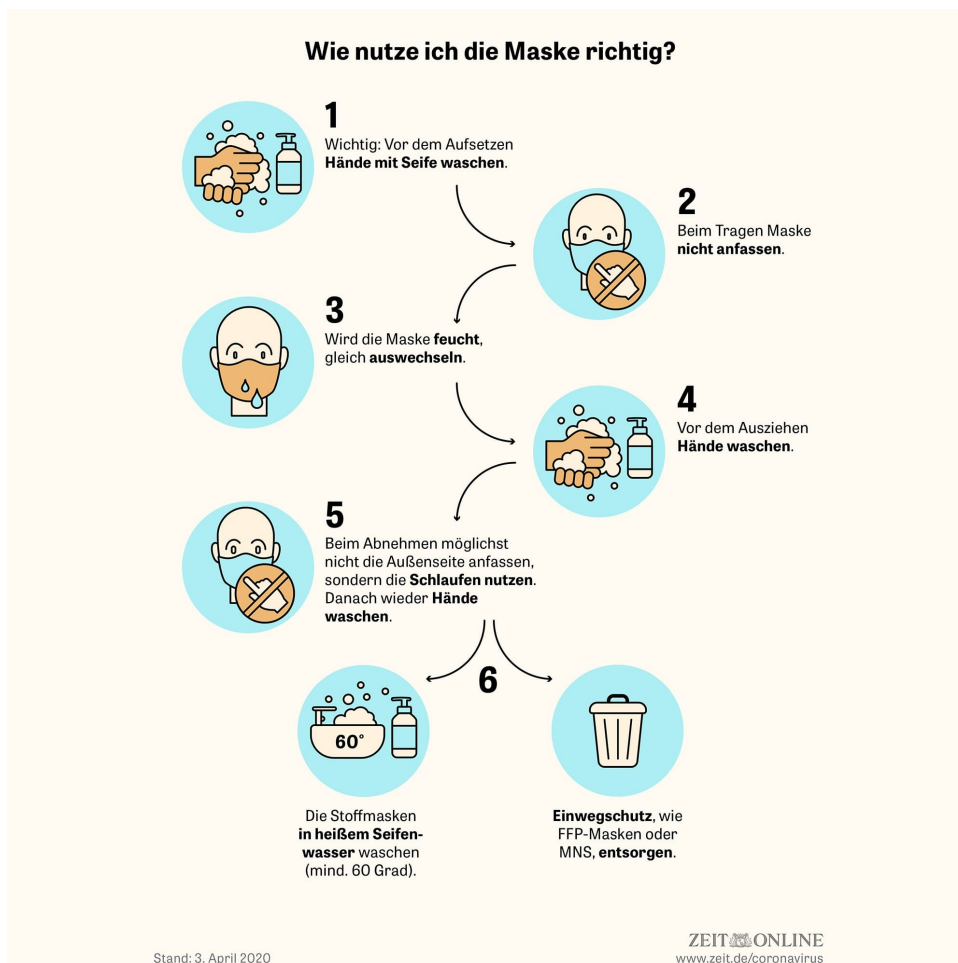 Wie nutze ich die Maske richtig?
1
Wichtig: Vor dem Aufsetzen
Hände mit Seife waschen.
2
Beim Tragen Maske
nicht anfassen.
3
Wird die Maske feucht,
gleich auswechseln.
4
Vor dem Ausziehen
Hände waschen.
5
Beim Abnehmen möglichst
nicht die Außenseite anfassen,
sondern die Schlaufen nutzen.
Danach wieder Hände
waschen.
6
60°
Die Stoffmasken
in heißem Seifen-
wasser waschen
(mind. 60 Grad).
Einwegschutz, wie
FFP-Masken oder
MNS, entsorgen.
Stand: 3. April 2020
ZEIT ONLINE
www.zeit.de/coronavirus